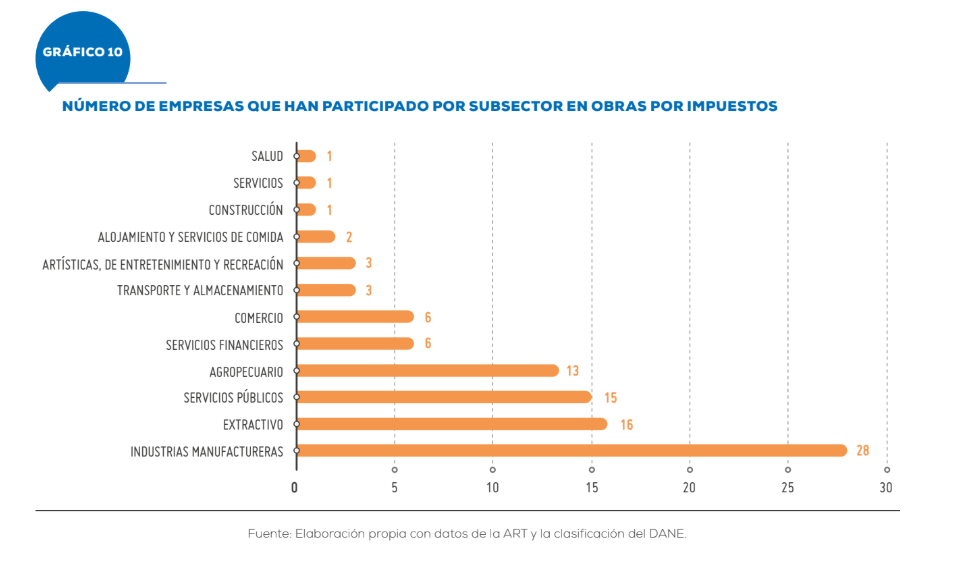 GRÁFICO 10
NÚMERO DE EMPRESAS QUE HAN PARTICIPADO POR SUBSECTOR EN OBRAS POR IMPUESTOS
SALUD 1
SERVICIOS 1
CONSTRUCCIÓN 1
ALOJAMIENTO Y SERVICIOS DE COMIDA 2
ARTÍSTICAS, DE ENTRETENIMIENTO Y RECREACIÓN 3
TRANSPORTE Y ALMACENAMIENTO 3
COMERCIO 6
SERVICIOS FINANCIEROS 6
AGROPECUARIO 13
SERVICIOS PÚBLICOS 15
EXTRACTIVO 16
INDUSTRIAS MANUFACTURERAS 28
0 5 10 15 20 25 30
Fuente: Elaboración propia con datos de la ART y la clasificación del DANE.